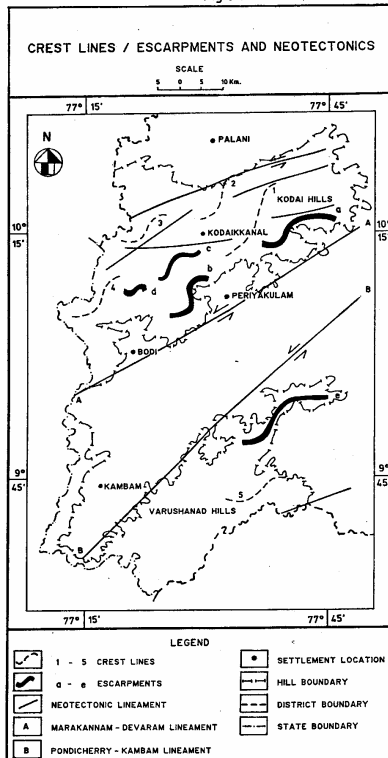 CREST LINES / ESCARPMENTS AND NEOTECTONICS
SCALE
5 0 5 10 Km.
77° 15' 77° 45'
N
PALANI
2
KODAI HILLS
3
1
a
A
10° 15'
KODAIKKANAL
10° 15'
c
b
4
d
PERIYAKULAM
B
BODI
A
e
9° 45'
KAMBAM
9° 45'
5
VARUSHANAD HILLS
2
B
77° 15' 77° 45'
LEGEND
1 - 5 CREST LINES
a - e ESCARPMENTS
NEOTECTONIC LINEAMENT
A MARAKANNAM - DEVARAM LINEAMENT
B PONDICHERRY - KAMBAM LINEAMENT
SETTLEMENT LOCATION
HILL BOUNDARY
DISTRICT BOUNDARY
STATE BOUNDARY